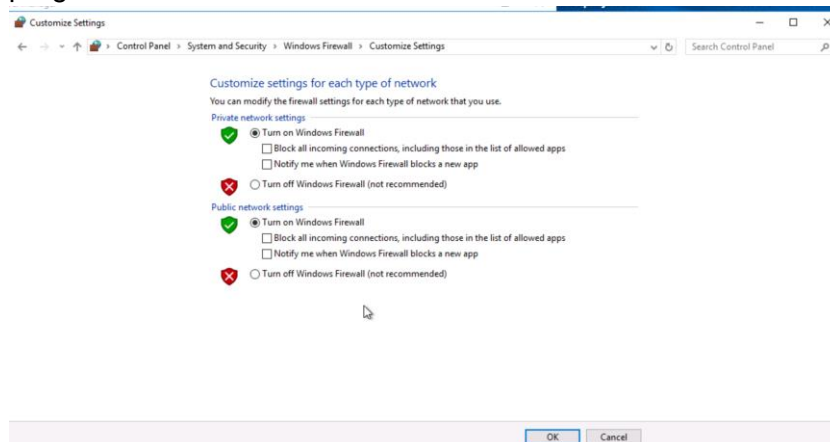 Customize Settings
Control Panel > System and Security > Windows Firewall > Customize Settings
Search Control Panel
Customize settings for each type of network
You can modify the firewall settings for each type of network that you use.
Private network settings
Turn on Windows Firewall
Block all incoming connections, including those in the list of allowed apps
Notify me when Windows Firewall blocks a new app
Turn off Windows Firewall (not recommended)
Public network settings
Turn on Windows Firewall
Block all incoming connections, including those in the list of allowed apps
Notify me when Windows Firewall blocks a new app
Turn off Windows Firewall (not recommended)
OK Cancel